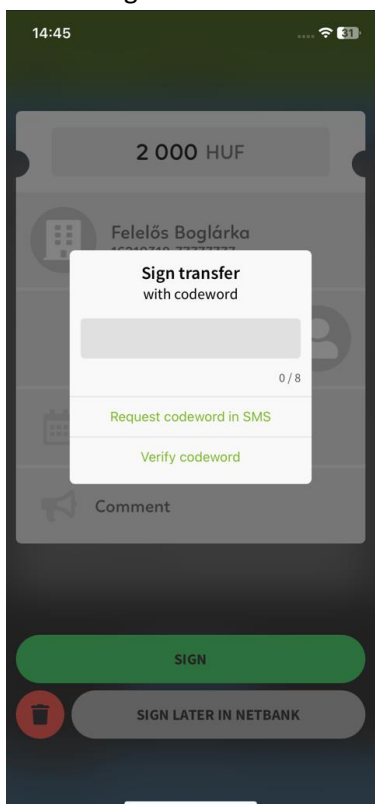 14:45
31
2 000 HUF
Felelős Boglárka
Sign transfer
with codeword
0 / 8
Request codeword in SMS
Verify codeword
Comment
SIGN
SIGN LATER IN NETBANK